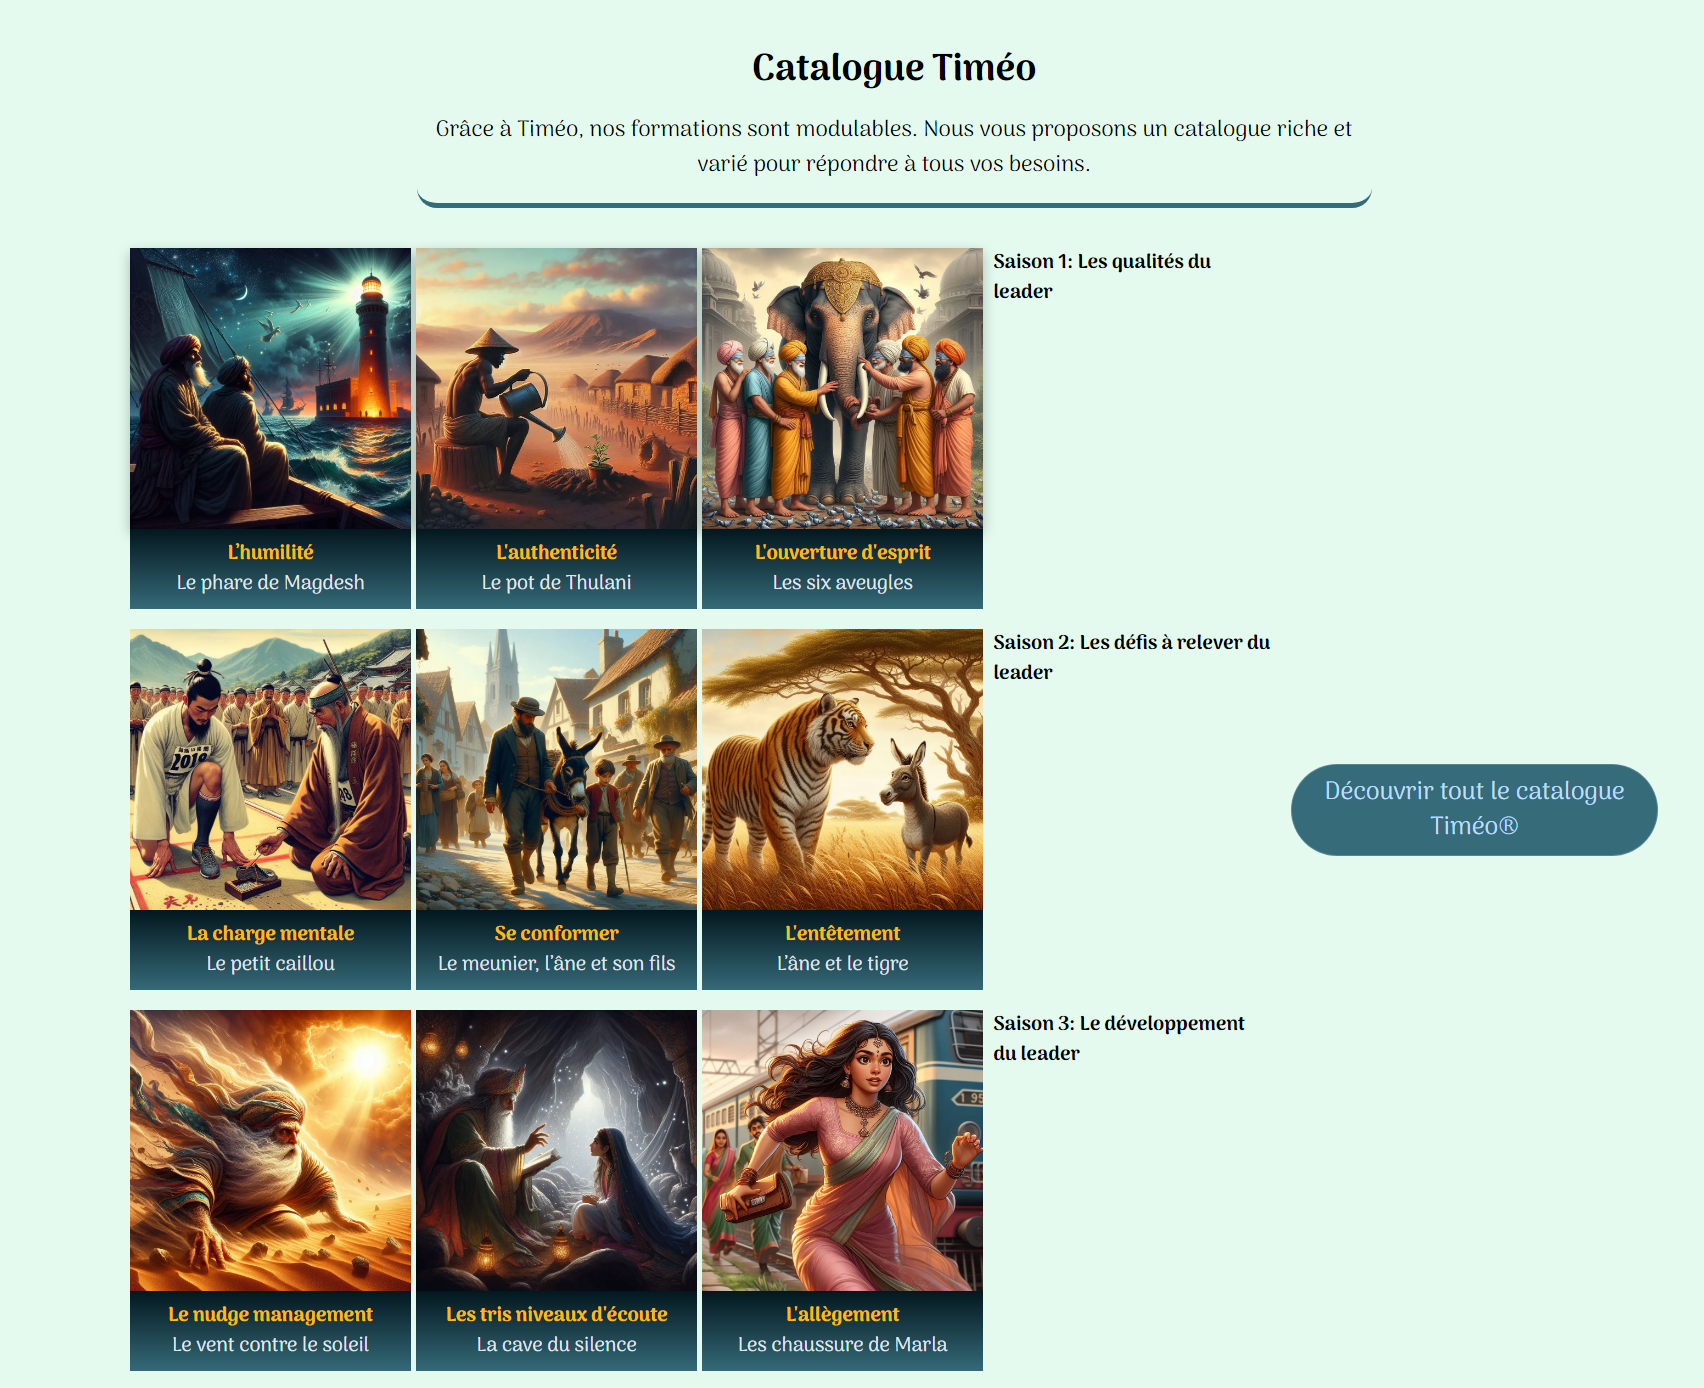 Catalogue Timéo
Grâce à Timéo, nos formations sont modulables. Nous vous proposons un catalogue riche et
varié pour répondre à tous vos besoins.
Saison 1: Les qualités du
leader
L'humilité
Le phare de Magdesh
L'authenticité
Le pot de Thulani
L'ouverture d'esprit
Les six aveugles
Saison 2: Les défis à relever du
leader
2019
98
La charge mentale
Le petit caillou
Se conformer
Le meunier, l'âne et son fils
L'entêtement
L'âne et le tigre
Découvrir tout le catalogue
Timéo®
Saison 3: Le développement
du leader
1 95
Le nudge management
Le vent contre le soleil
Les tris niveaux d'écoute
La cave du silence
L'allègement
Les chaussure de Marla